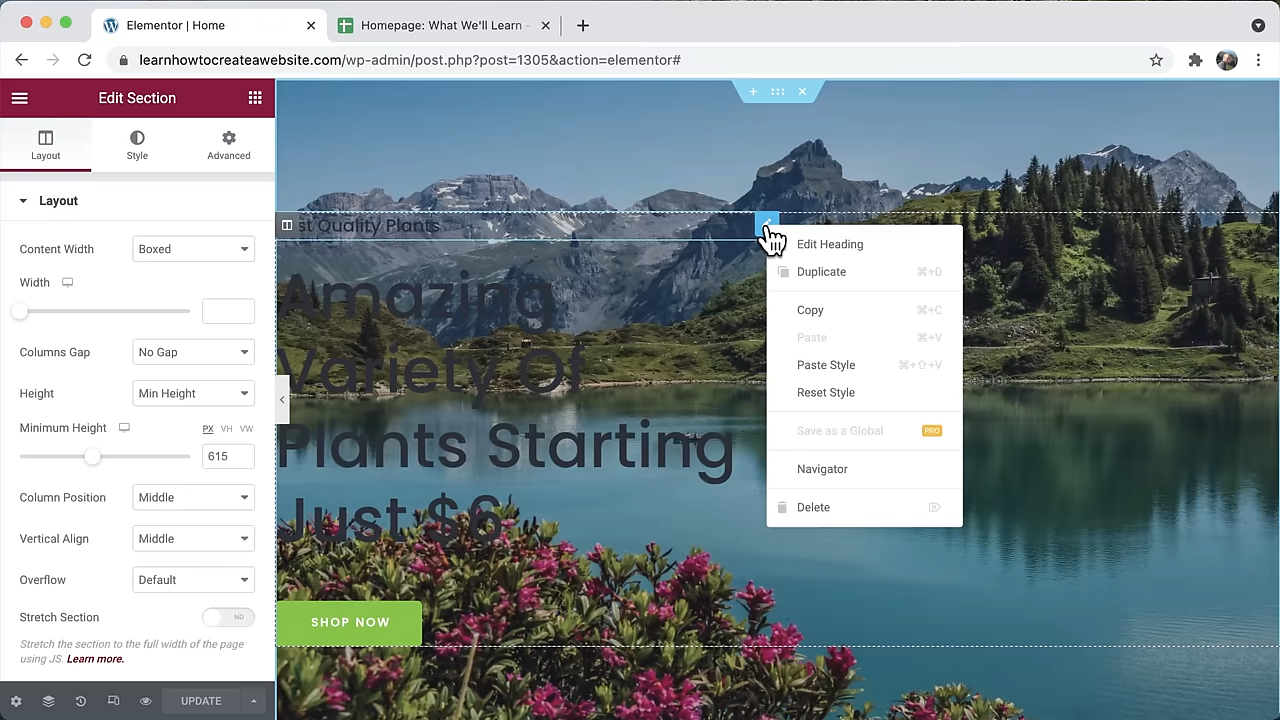 Elementor | Home
Homepage: What We'll Learn -
learnhowtocreateawebsite.com/wp-admin/post.php?post=1305&action=elementor#
Edit Section
Layout
Style
Advanced
Layout
Content Width
Boxed
Width
Columns Gap
No Gap
Height
Min Height
Minimum Height
PX VH VW
615
Column Position
Middle
Vertical Align
Middle
Overflow
Default
Stretch Section
NO
Stretch the section to the full width of the page
using JS. Learn more.
UPDATE
st Quality Plants
Amazing
Variety Of
Plants Starting
Just $6
SHOP NOW
Edit Heading
Duplicate ⌘+D
Copy ⌘+C
Paste ⌘+V
Paste Style ⌘+⇧+V
Reset Style
Save as a Global PRO
Navigator
Delete